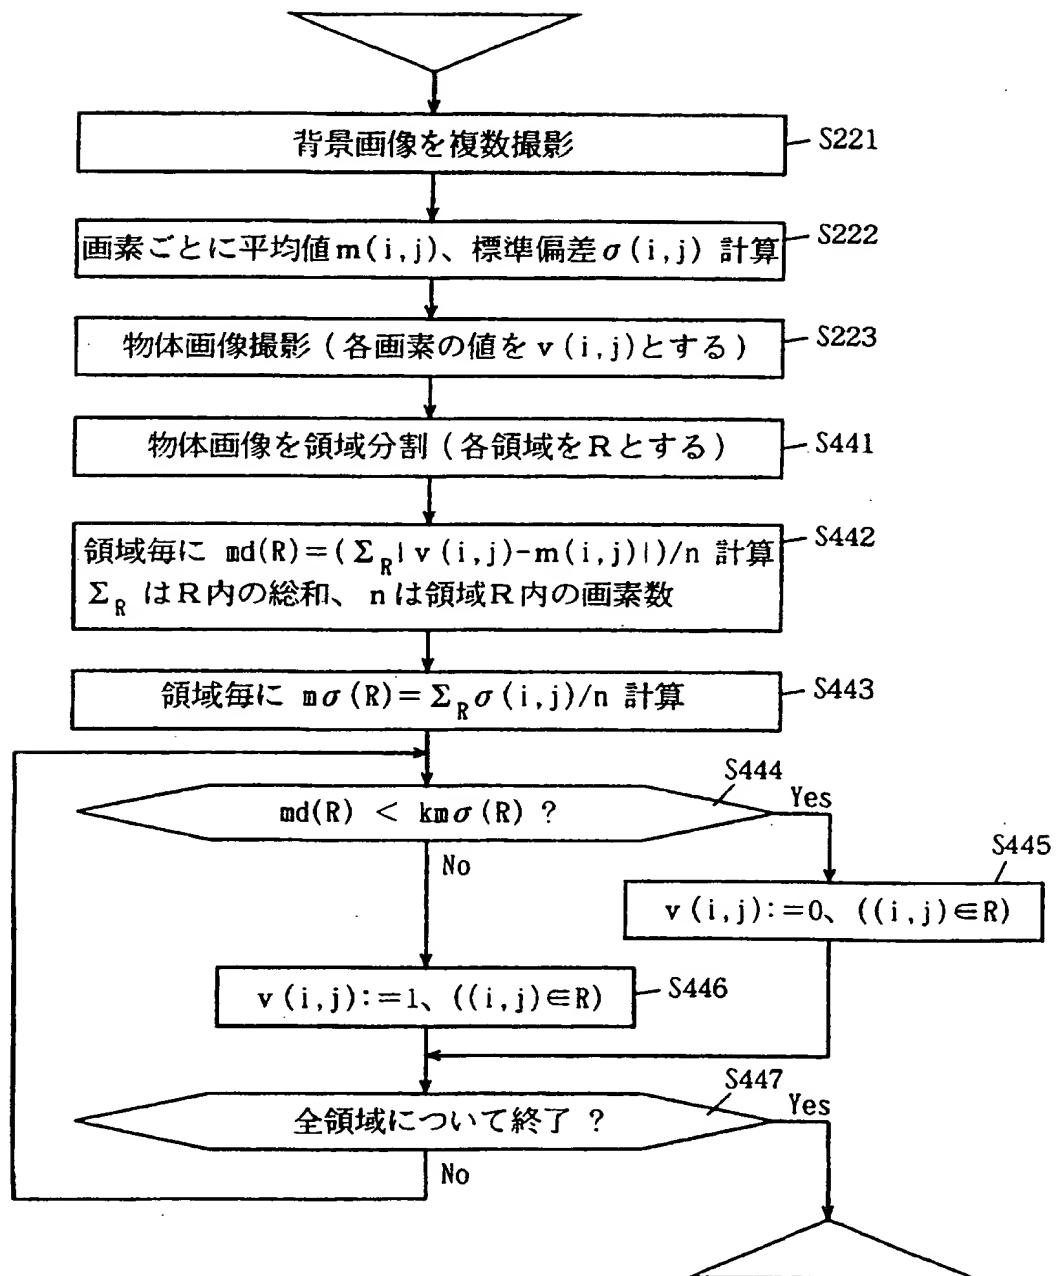 背景画像を複数撮影
S221
画素ごとに平均値m(i,j)、標準偏差σ(i,j) 計算
S222
物体画像撮影(各画素の値をv(i,j)とする)
S223
物体画像を領域分割(各領域をRとする)
S441
領域毎に md(R)=(Σ_R|v(i,j)-m(i,j)|)/n 計算
Σ_R はR内の総和、nは領域R内の画素数
S442
領域毎に mσ(R)=Σ_Rσ(i,j)/n 計算
S443
md(R) < kmσ(R) ?
S444
Yes
No
S445
v(i,j):=0、((i,j)∈R)
v(i,j):=1、((i,j)∈R)
S446
S447
全領域について終了 ?
Yes
No